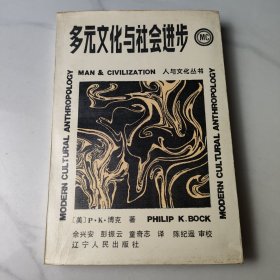 多元文化与社会进步
MC
MAN & CIVILIZATION 人与文化丛书
MODERN CULTURAL ANTHROPOLOGY
MODERN CULTURAL ANTHROPOLOGY
［美］P·K·博克 著 PHILIP K. BOCK
余兴安 彭振云 童奇志 译 陈纪遥 审校
辽宁人民出版社